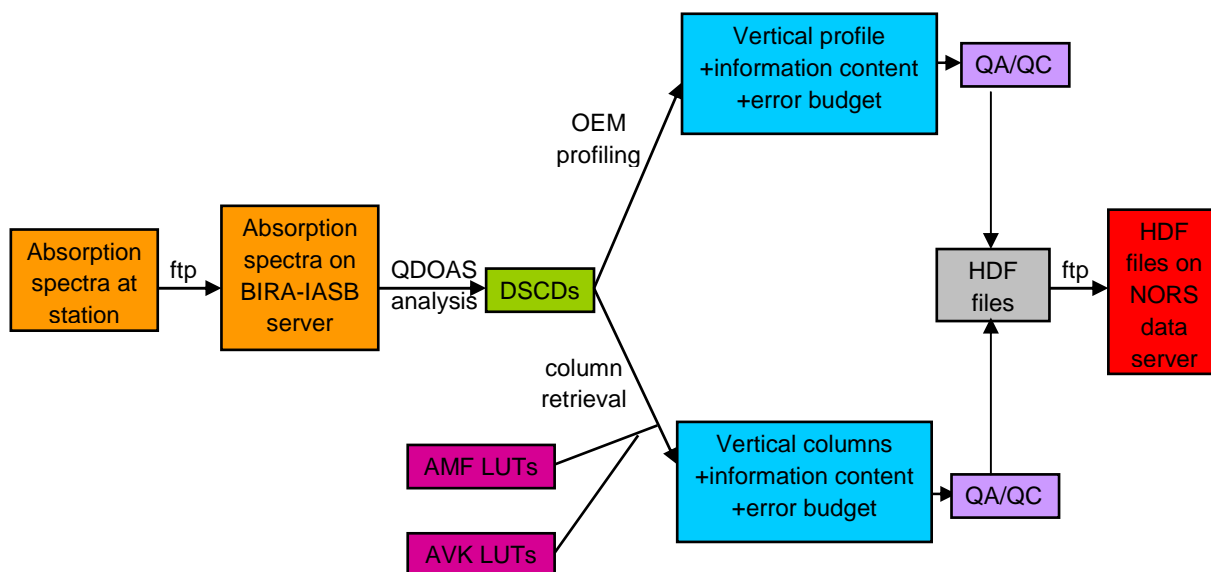 Absorption
spectra at
station
ftp
Absorption
spectra on
BIRA-IASB
server
QDOAS
analysis
DSCDs
OEM
profiling
Vertical profile
+information content
+error budget
QA/QC
column
retrieval
AMF LUTs
AVK LUTs
Vertical columns
+information content
+error budget
QA/QC
HDF
files
ftp
HDF
files on
NORS
data
server